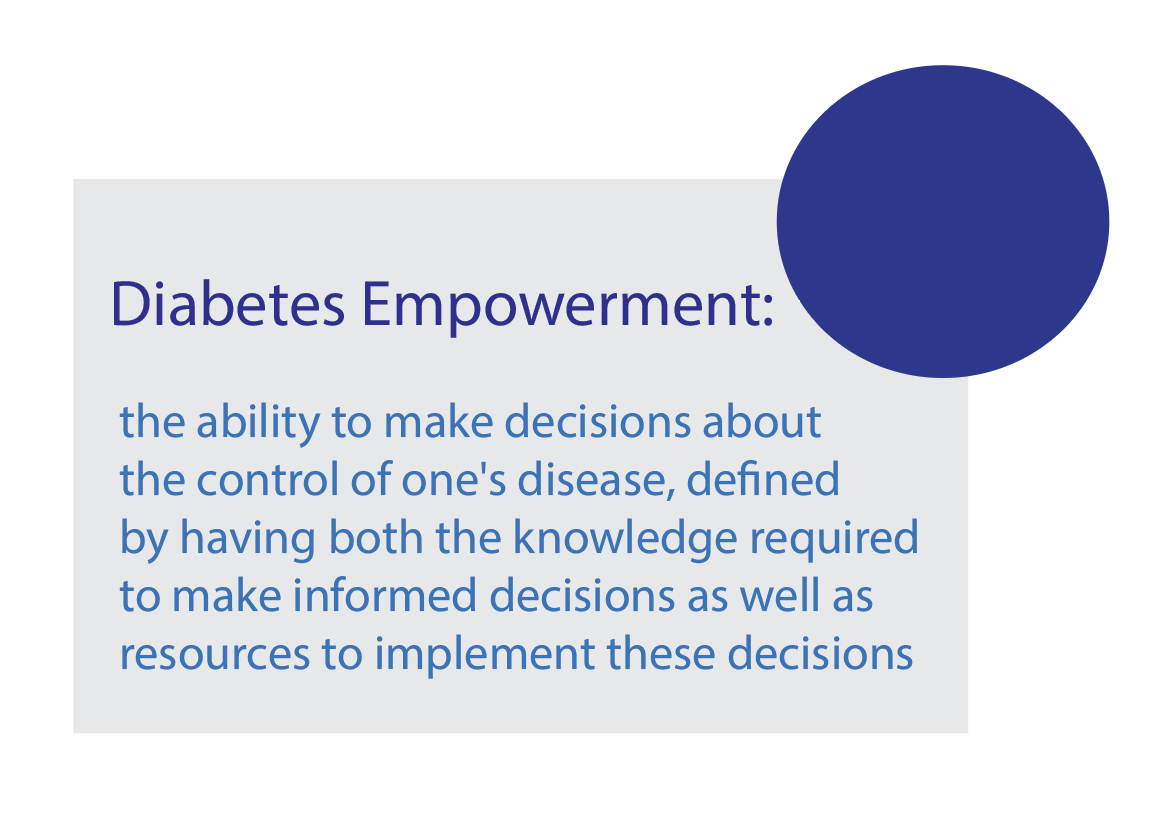 Diabetes Empowerment:
the ability to make decisions about
the control of one's disease, defined
by having both the knowledge required
to make informed decisions as well as
resources to implement these decisions